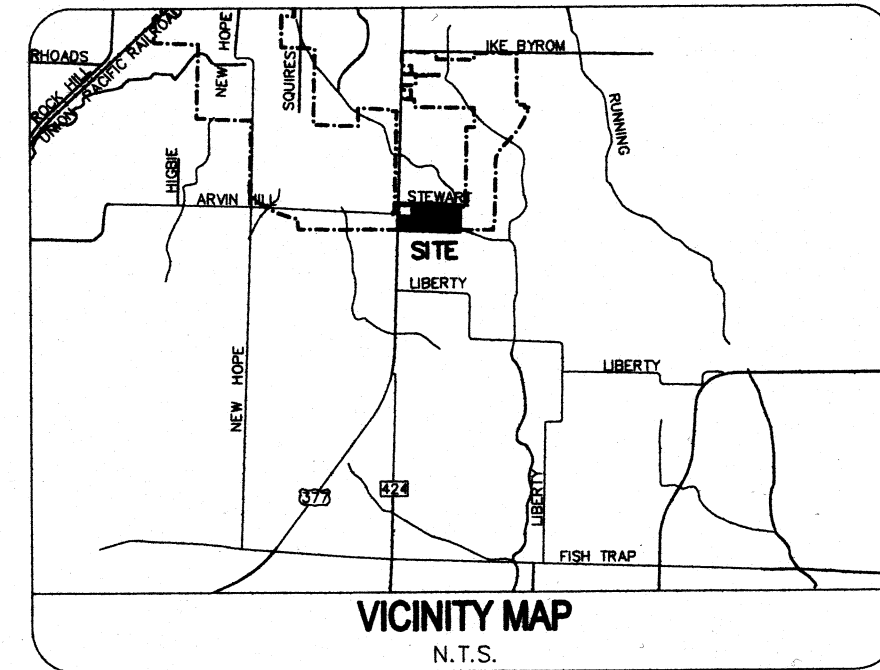 IKE BYROM
RHOADS
NEW HOPE
SQUIRES
ROCK HILL
UNION PACIFIC RAILROAD
RUNNING
HIGBIE
ARVIN HILL
STEWART
SITE
LIBERTY
NEW HOPE
LIBERTY
377
424
LIBERTY
FISH TRAP
VICINITY MAP
N.T.S.